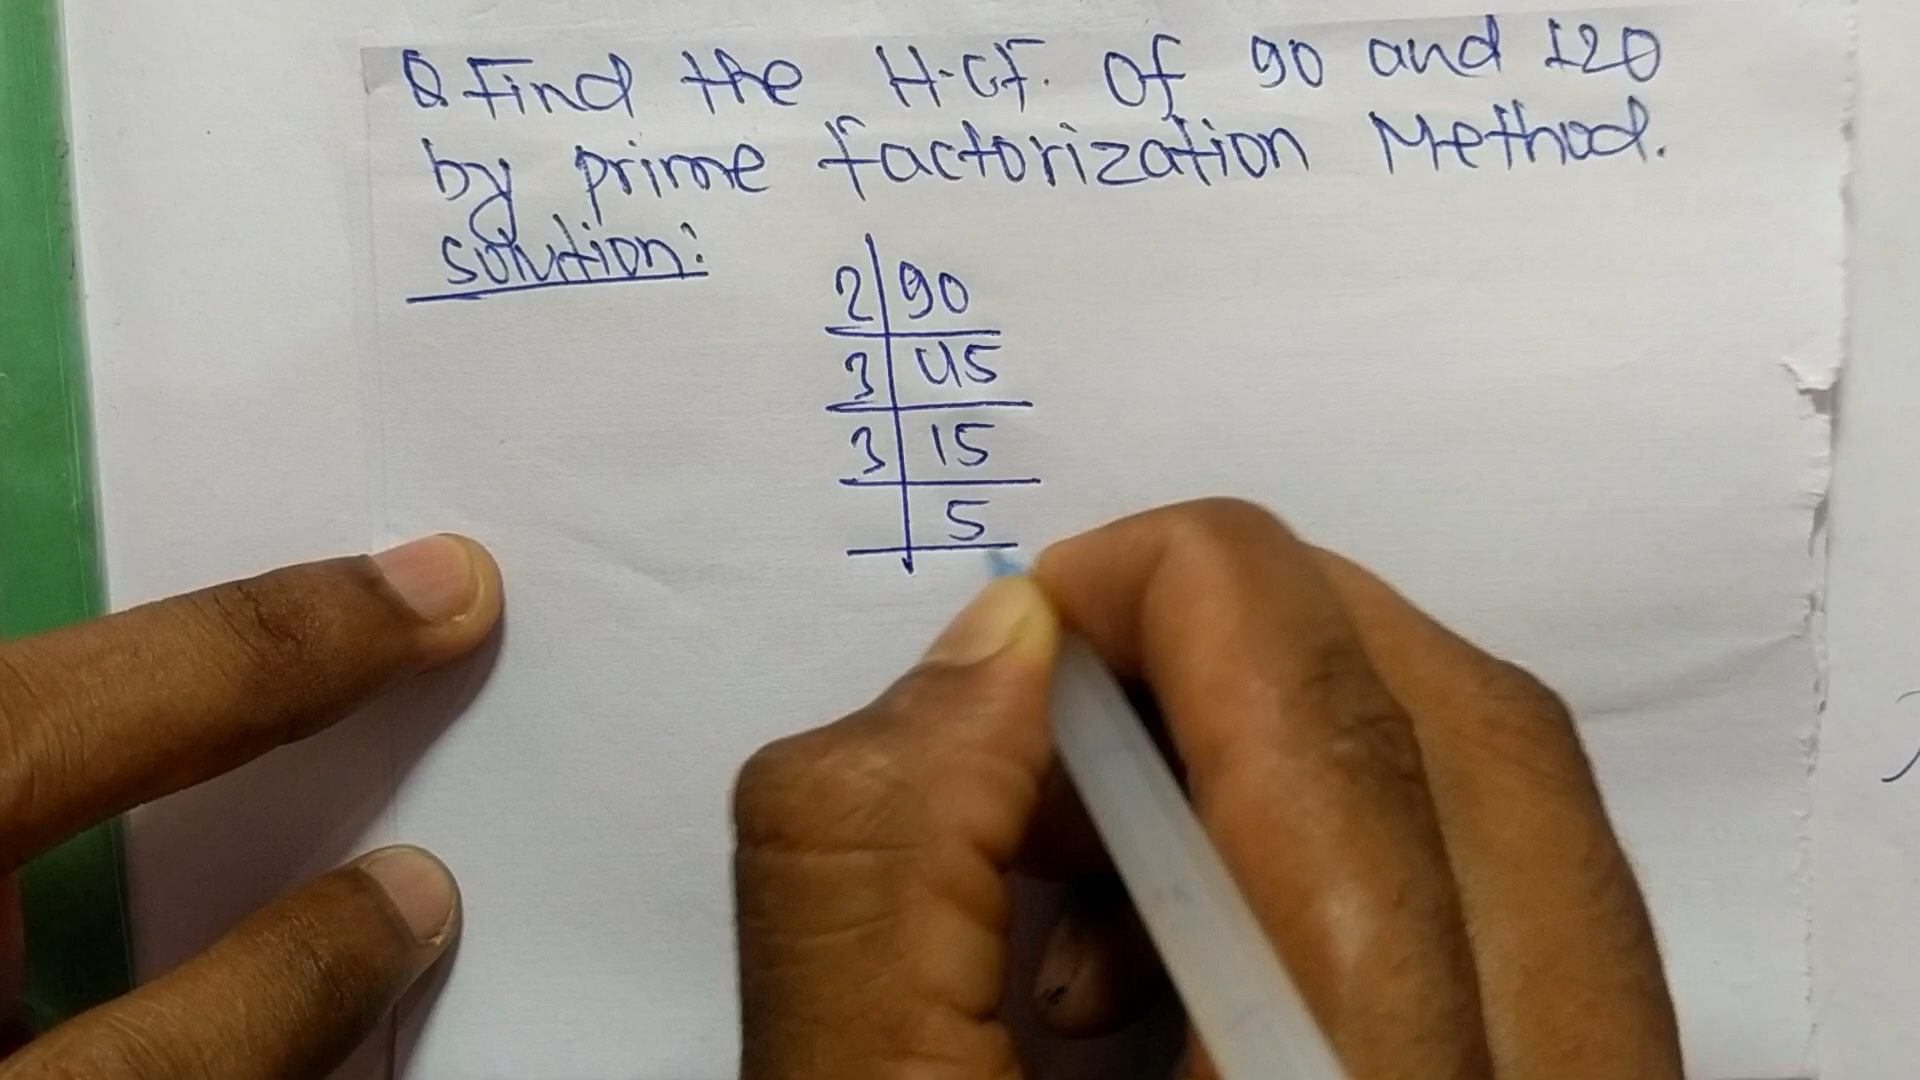 Q Find the H.C.F. Of 90 and 120
by prime factorization Method.
solution:
2 | 90
3 | 45
3 | 15
5